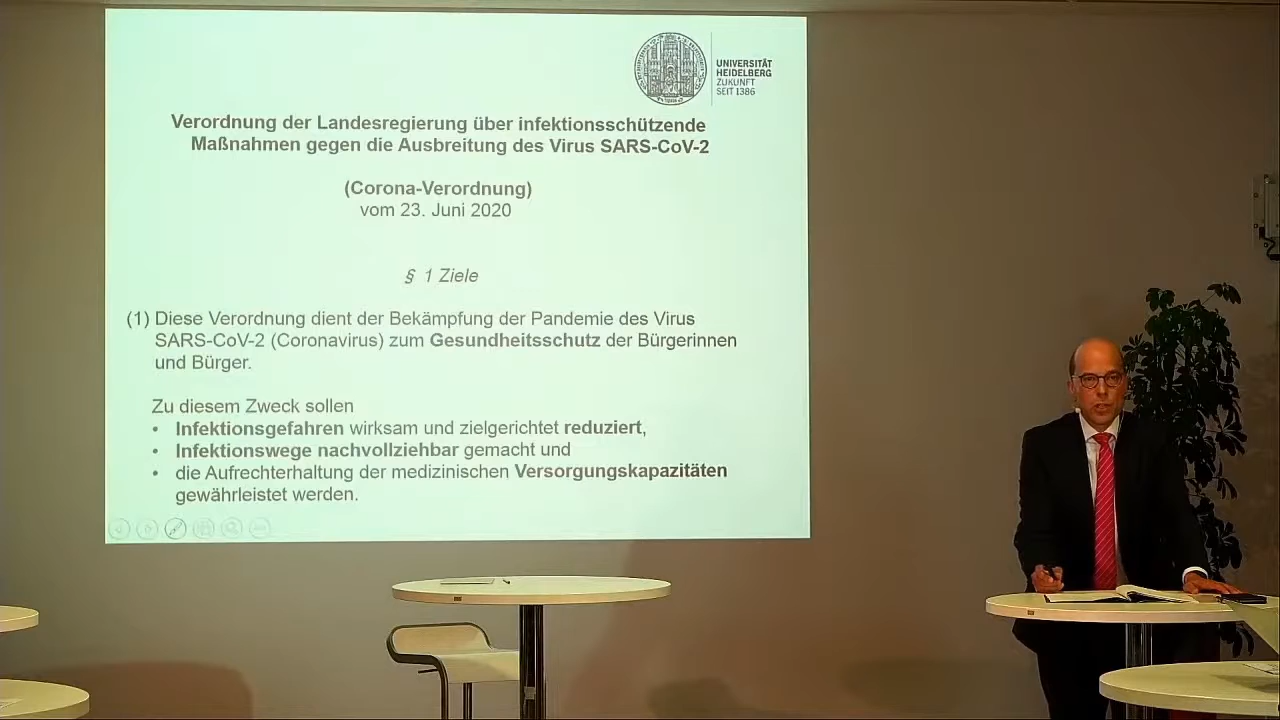 UNIVERSITÄT
HEIDELBERG
ZUKUNFT
SEIT 1386
Verordnung der Landesregierung über infektionsschützende
Maßnahmen gegen die Ausbreitung des Virus SARS-CoV-2
(Corona-Verordnung)
vom 23. Juni 2020
§ 1 Ziele
(1) Diese Verordnung dient der Bekämpfung der Pandemie des Virus
SARS-CoV-2 (Coronavirus) zum Gesundheitsschutz der Bürgerinnen
und Bürger.
Zu diesem Zweck sollen
• Infektionsgefahren wirksam und zielgerichtet reduziert,
• Infektionswege nachvollziehbar gemacht und
• die Aufrechterhaltung der medizinischen Versorgungskapazitäten
gewährleistet werden.